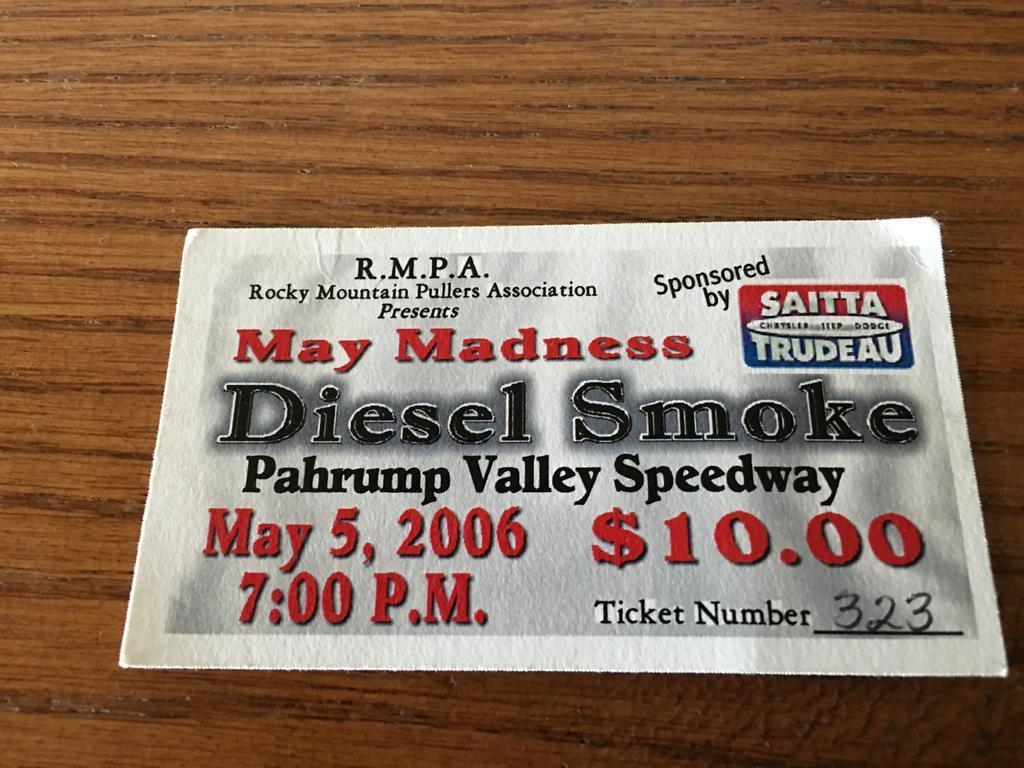 R.M.P.A.
Rocky Mountain Pullers Association
Presents
Sponsored
by
SAITTA
CHRYSLER JEEP DODGE
TRUDEAU
May Madness
Diesel Smoke
Pahrump Valley Speedway
May 5, 2006
$10.00
7:00 P.M.
Ticket Number 323